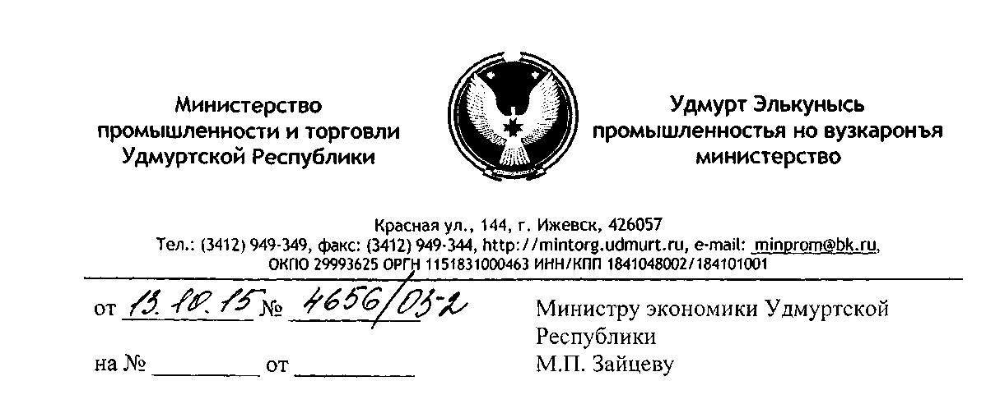 Министерство
промышленности и торговли
Удмуртской Республики
Удмурт Элькунысь
промышленностья но вузкаронъя
министерство
Красная ул., 144, г. Ижевск, 426057
Тел.: (3412) 949-349, факс: (3412) 949-344, http://mintorg.udmurt.ru, e-mail: minprom@bk.ru,
ОКПО 29993625 ОРГН 1151831000463 ИНН/КПП 1841048002/184101001
от 13.10.15 № 4656/03-2
на № ________ от ________
Министру экономики Удмуртской
Республики
М.П. Зайцеву